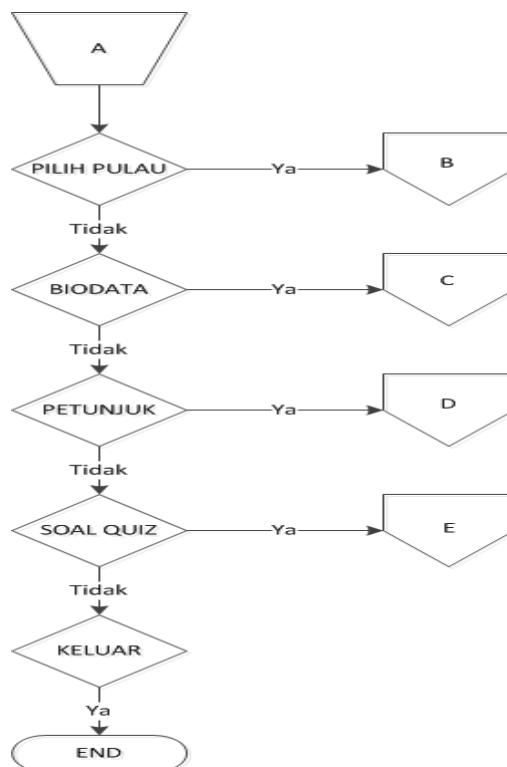 A
PILIH PULAU
Ya
B
Tidak
BIODATA
Ya
C
Tidak
PETUNJUK
Ya
D
Tidak
SOAL QUIZ
Ya
E
Tidak
KELUAR
Ya
END